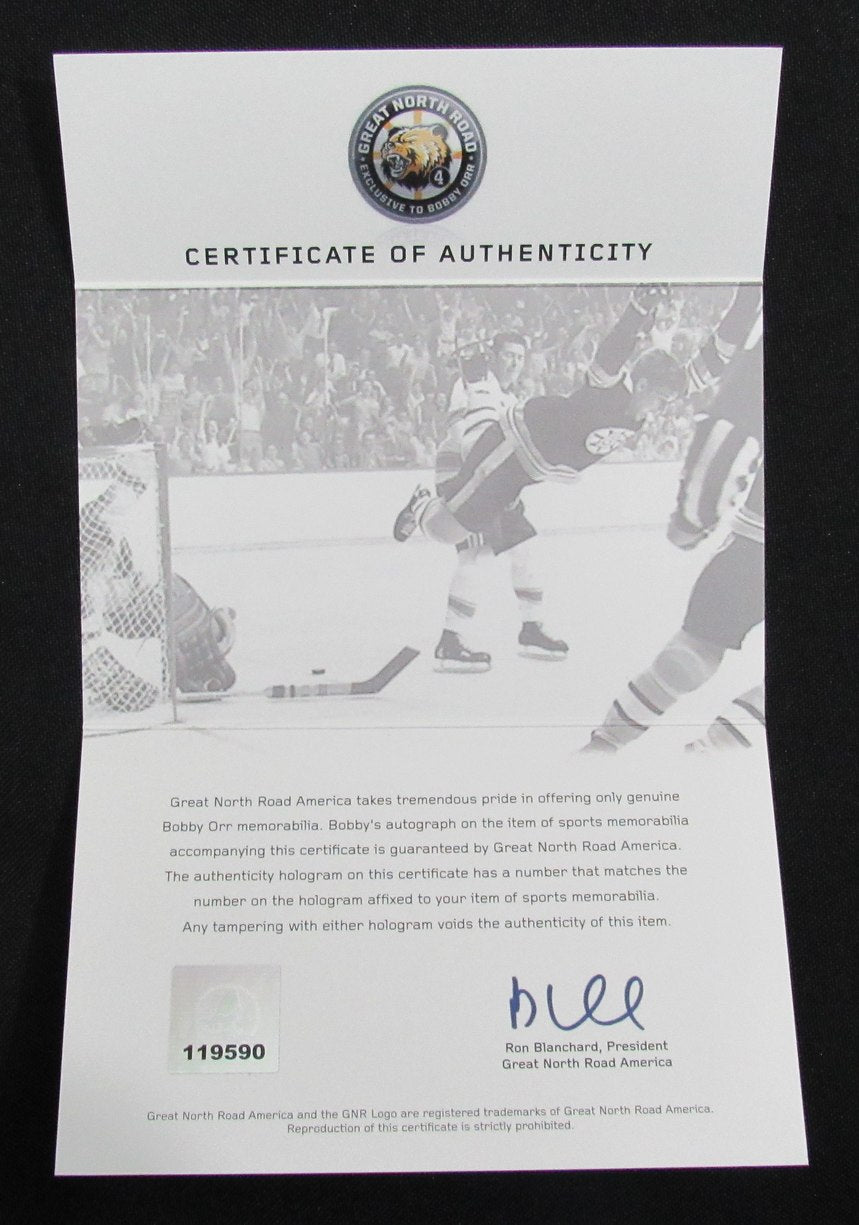 GREAT NORTH ROAD
4
• EXCLUSIVE TO BOBBY ORR •
CERTIFICATE OF AUTHENTICITY
Great North Road America takes tremendous pride in offering only genuine
Bobby Orr memorabilia. Bobby's autograph on the item of sports memorabilia
accompanying this certificate is guaranteed by Great North Road America.
The authenticity hologram on this certificate has a number that matches the
number on the hologram affixed to your item of sports memorabilia.
Any tampering with either hologram voids the authenticity of this item.
119590
Ron Blanchard, President
Great North Road America
Great North Road America and the GNR Logo are registered trademarks of Great North Road America.
Reproduction of this certificate is strictly prohibited.